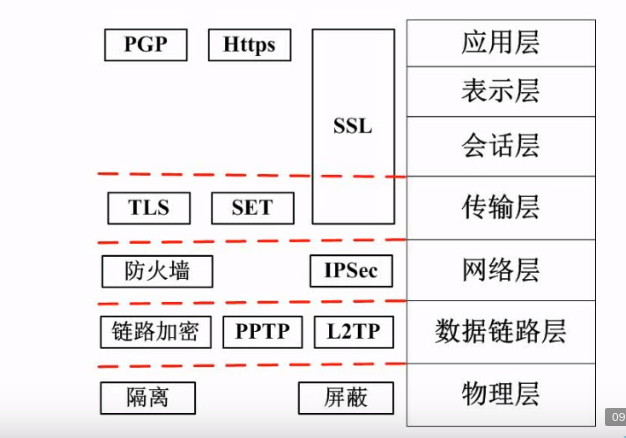 PGP Https 应用层
表示层
SSL
会话层
TLS SET 传输层
防火墙 IPSec 网络层
链路加密 PPTP L2TP 数据链路层
隔离 屏蔽 物理层
09